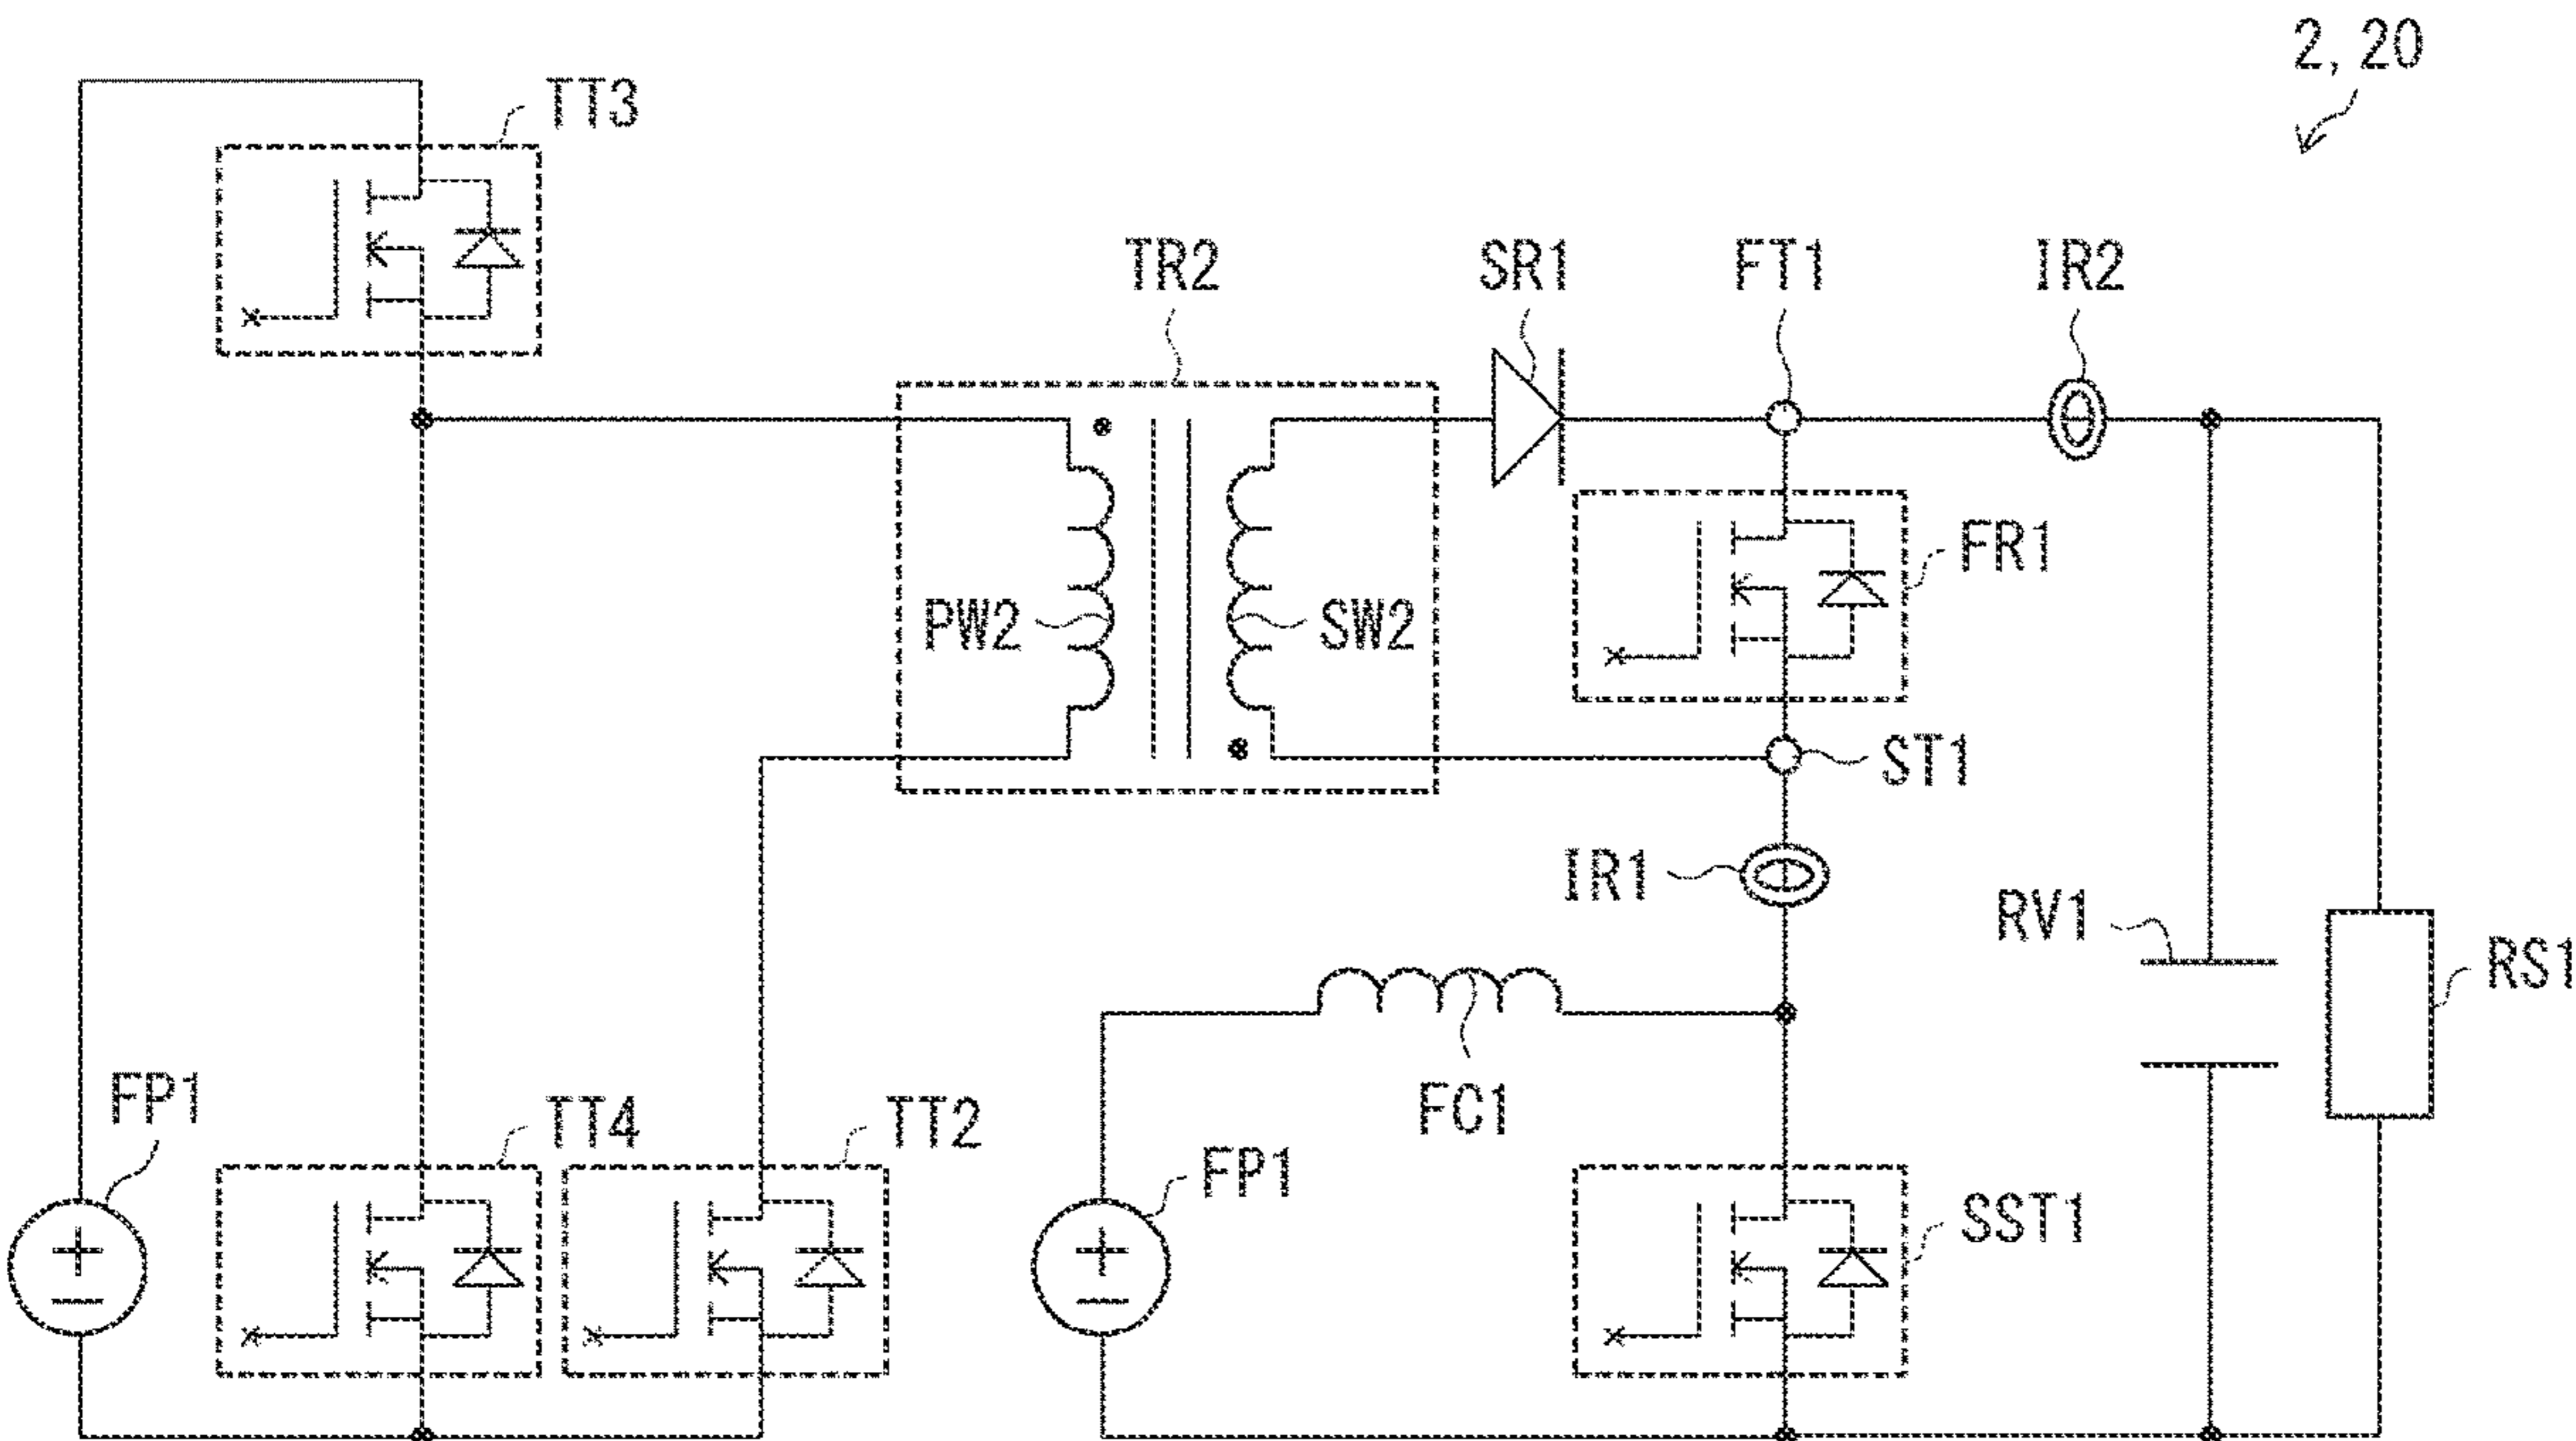 2, 20
TT3
TR2
SR1
FT1
IR2
FR1
PW2
SW2
ST1
IR1
RV1
RS1
FC1
FP1
TT4
TT2
FP1
SST1